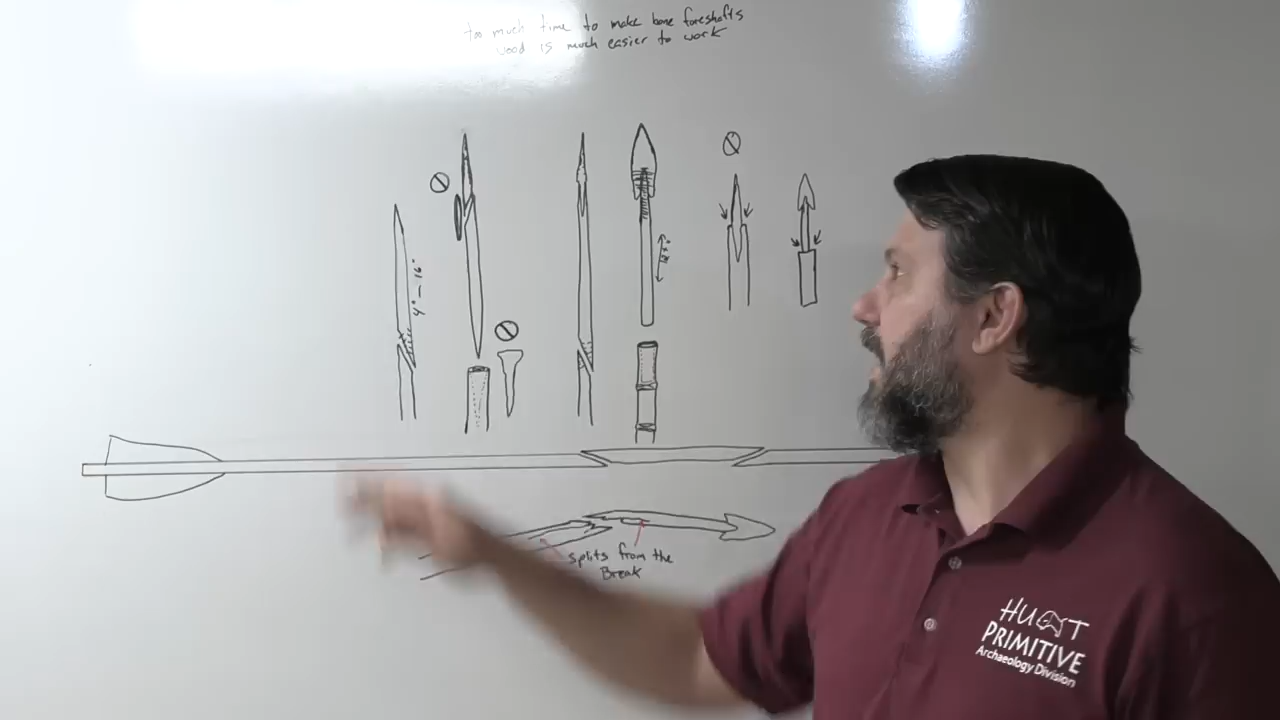 too much time to make bone foreshafts
wood is much easier to work
4" - 16"
splits from the
Break
HUNT
PRIMITIVE
Archaeology Division